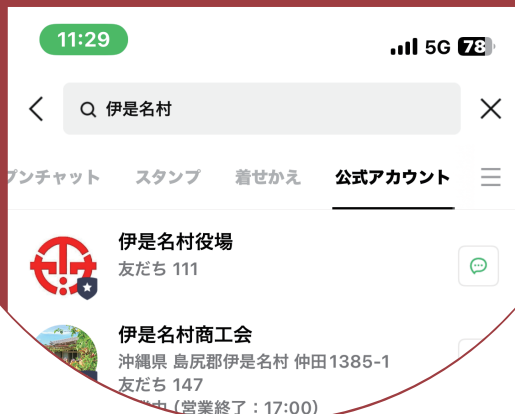 11:29
5G 78
伊是名村
プンチャット スタンプ 着せかえ 公式アカウント
伊是名村役場
友だち 111
伊是名村商工会
沖縄県 島尻郡伊是名村 仲田1385-1
友だち 147
(営業終了：17:00)